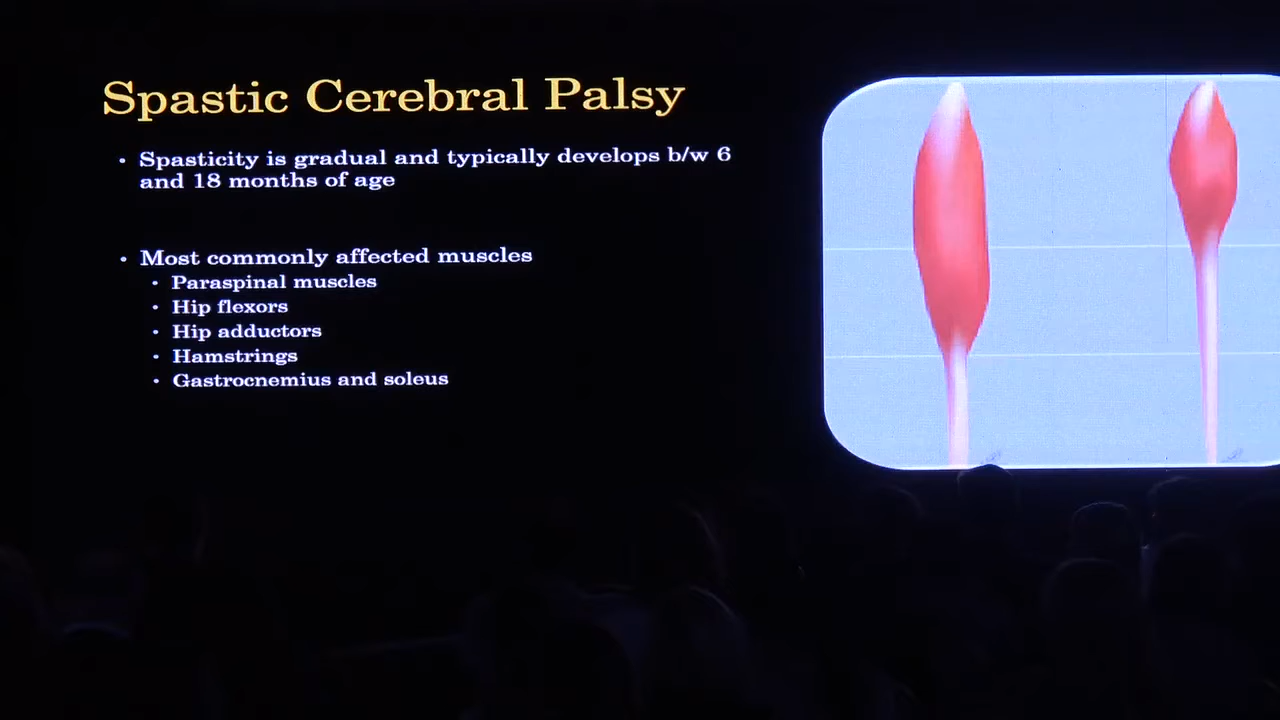 Spastic Cerebral Palsy
• Spasticity is gradual and typically develops b/w 6
and 18 months of age
• Most commonly affected muscles
• Paraspinal muscles
• Hip flexors
• Hip adductors
• Hamstrings
• Gastrocnemius and soleus